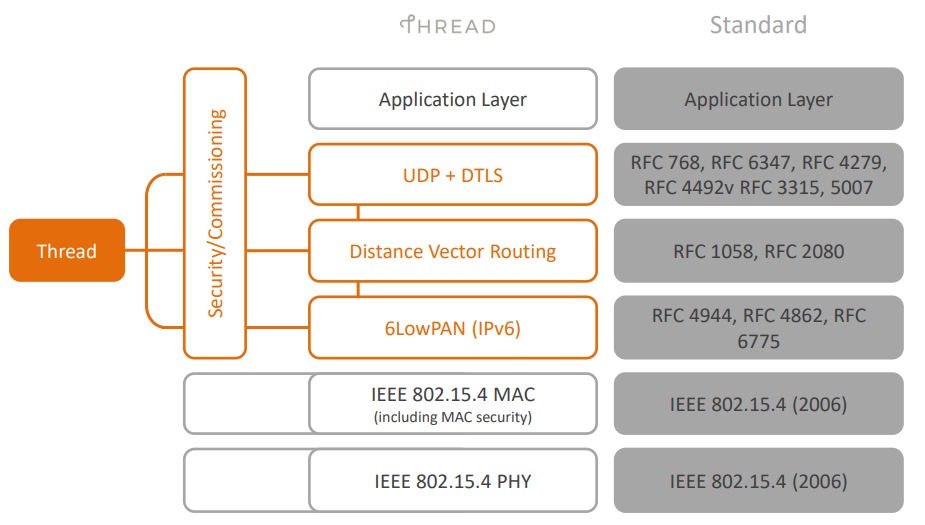 THREAD
Standard
Security/Commissioning
Application Layer
Application Layer
UDP + DTLS
RFC 768, RFC 6347, RFC 4279,
RFC 4492v RFC 3315, 5007
Thread
Distance Vector Routing
RFC 1058, RFC 2080
6LowPAN (IPv6)
RFC 4944, RFC 4862, RFC
6775
IEEE 802.15.4 MAC
(including MAC security)
IEEE 802.15.4 (2006)
IEEE 802.15.4 PHY
IEEE 802.15.4 (2006)